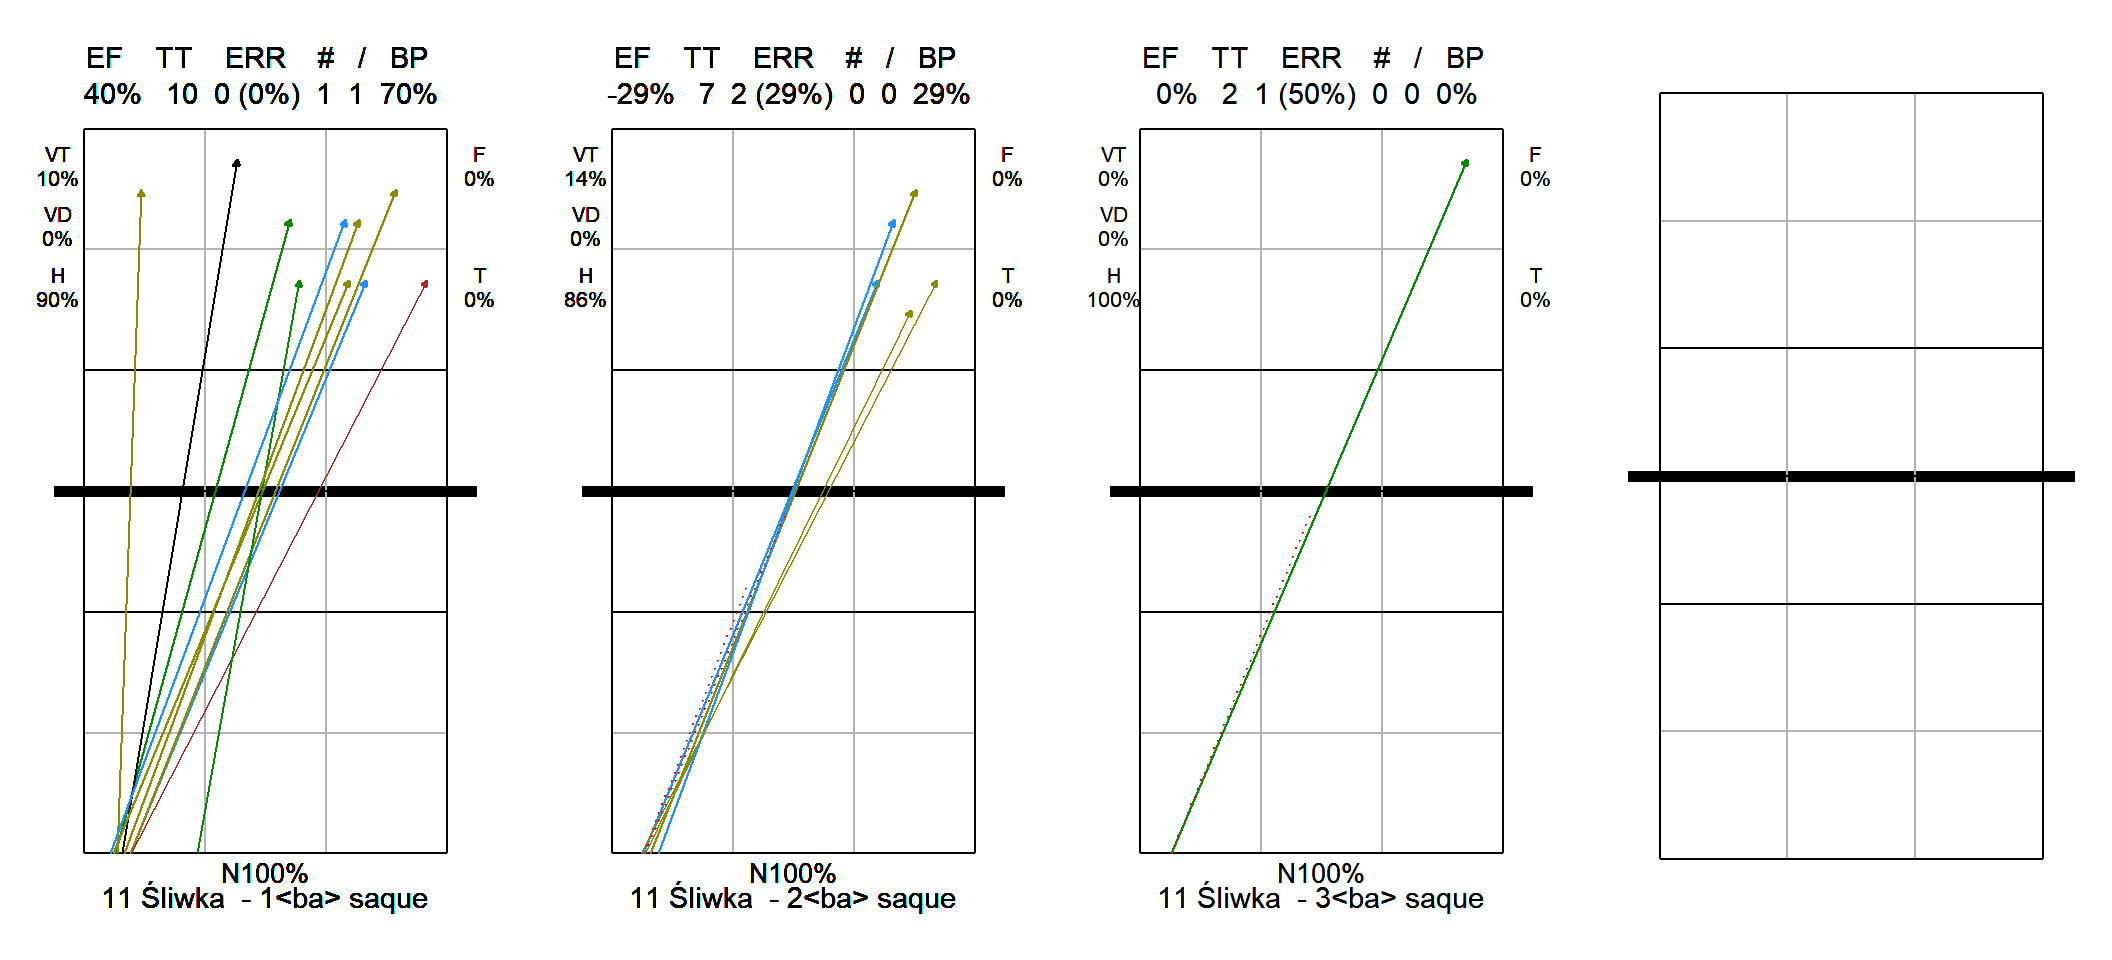 EF TT ERR # / BP
40% 10 0 (0%) 1 1 70%
VT
10%
VD
0%
H
90%
F
0%
T
0%
N100%
11 Śliwka - 1<ba> saque
EF TT ERR # / BP
-29% 7 2 (29%) 0 0 29%
VT
14%
VD
0%
H
86%
F
0%
T
0%
N100%
11 Śliwka - 2<ba> saque
EF TT ERR # / BP
0% 2 1 (50%) 0 0 0%
VT
0%
VD
0%
H
100%
F
0%
T
0%
N100%
11 Śliwka - 3<ba> saque